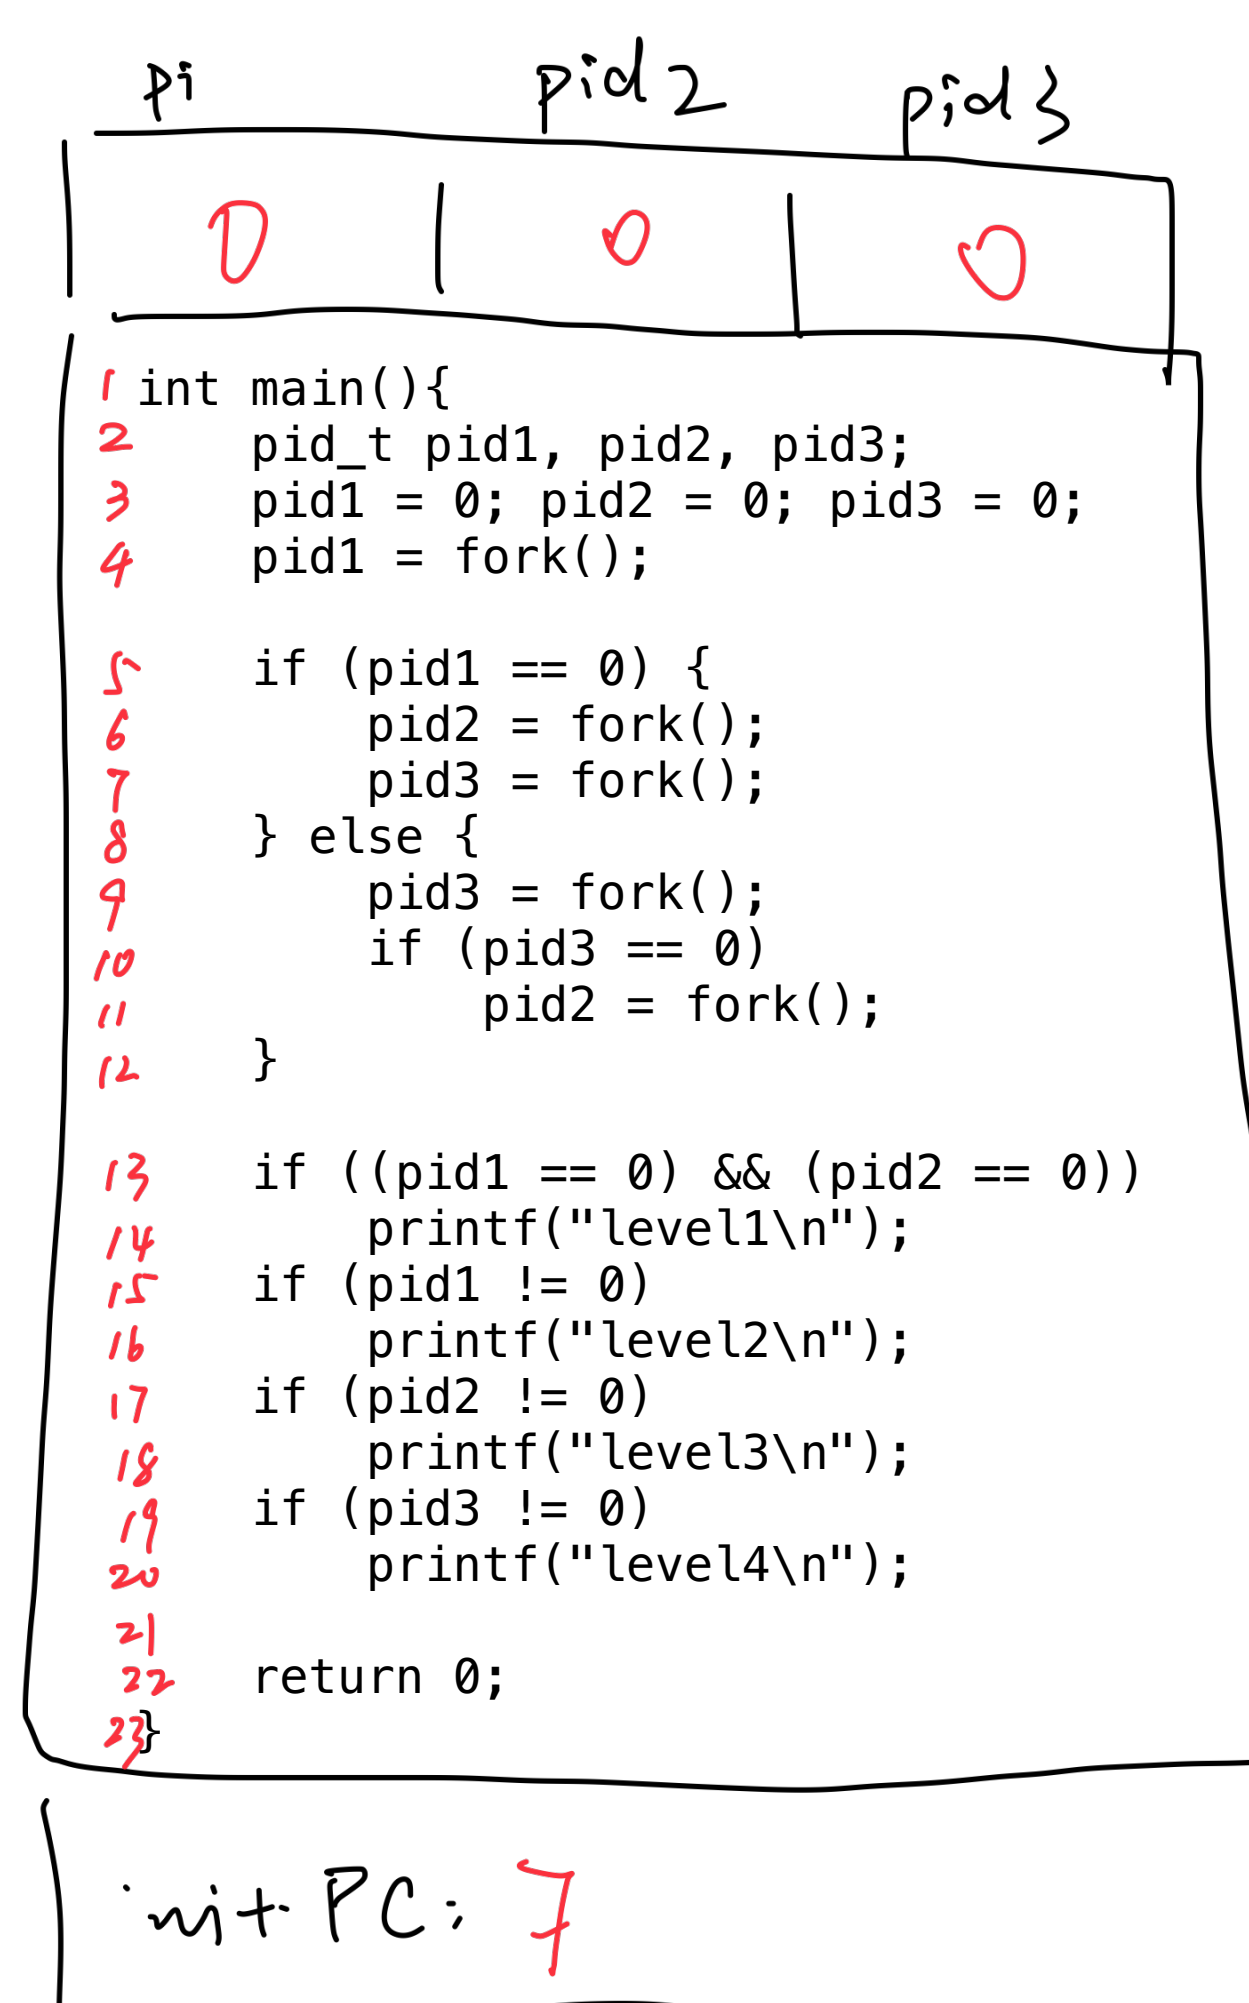 pi pid2 pid3
0 0 0
1 int main(){
2 pid_t pid1, pid2, pid3;
3 pid1 = 0; pid2 = 0; pid3 = 0;
4 pid1 = fork();
5 if (pid1 == 0) {
6 pid2 = fork();
7 pid3 = fork();
8 } else {
9 pid3 = fork();
10 if (pid3 == 0)
11 pid2 = fork();
12 }
13 if ((pid1 == 0) && (pid2 == 0))
14 printf("level1\n");
15 if (pid1 != 0)
16 printf("level2\n");
17 if (pid2 != 0)
18 printf("level3\n");
19 if (pid3 != 0)
20 printf("level4\n");
21
22 return 0;
23 }
init PC: 7